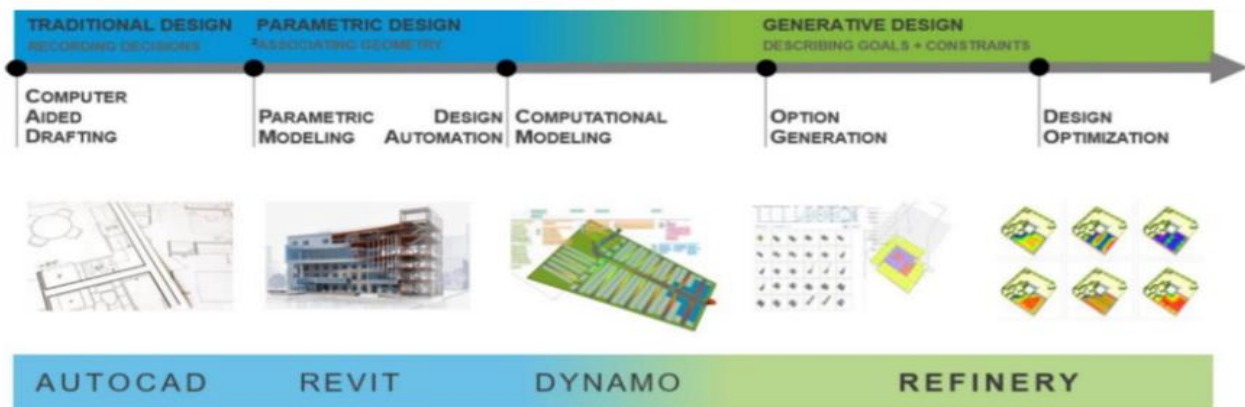 TRADITIONAL DESIGN
RECORDING DECISIONS
PARAMETRIC DESIGN
ASSOCIATING GEOMETRY
GENERATIVE DESIGN
DESCRIBING GOALS + CONSTRAINTS
COMPUTER
AIDED
DRAFTING
PARAMETRIC
MODELING
DESIGN
AUTOMATION
COMPUTATIONAL
MODELING
OPTION
GENERATION
DESIGN
OPTIMIZATION
AUTOCAD
REVIT
DYNAMO
REFINERY